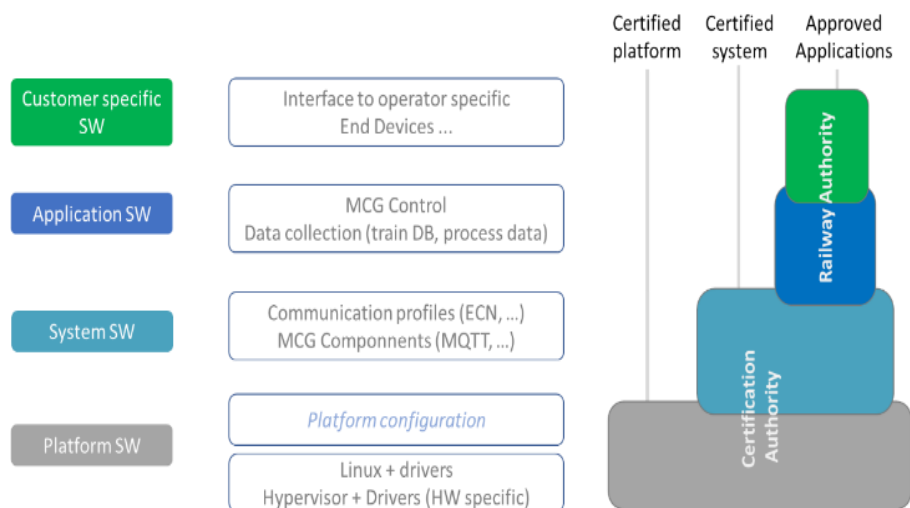 Certified
platform
Certified
system
Approved
Applications
Customer specific
SW
Interface to operator specific
End Devices ...
Application SW
MCG Control
Data collection (train DB, process data)
Railway Authority
System SW
Communication profiles (ECN, ...)
MCG Componnents (MQTT, ...)
Platform SW
Platform configuration
Linux + drivers
Hypervisor + Drivers (HW specific)
Certification
Authority